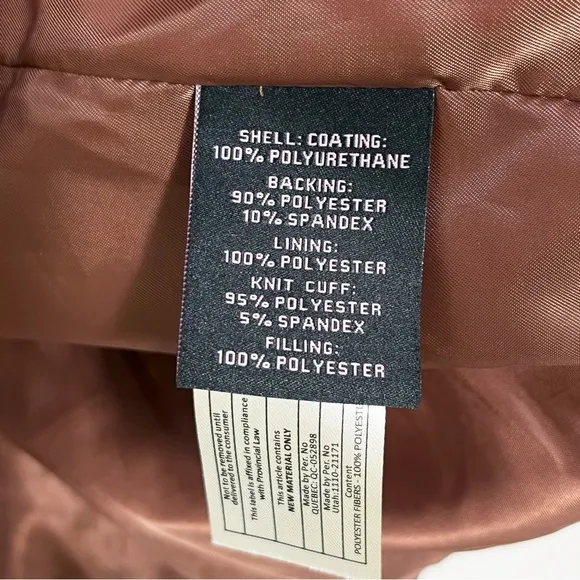 SHELL: COATING:
100% POLYURETHANE
BACKING:
90% POLYESTER
10% SPANDEX
LINING:
100% POLYESTER
KNIT CUFF:
95% POLYESTER
5% SPANDEX
FILLING:
100% POLYESTER
Not to be removed until
delivered to the consumer
This label is affixed in compliance
with Provincial Law
This article contains
NEW MATERIAL ONLY
Made by Per. No
QUEBEC: QC-052898
Made by Per. No
Utah:1110-21171
Content
POLYESTER FIBERS - 100% POLYESTE